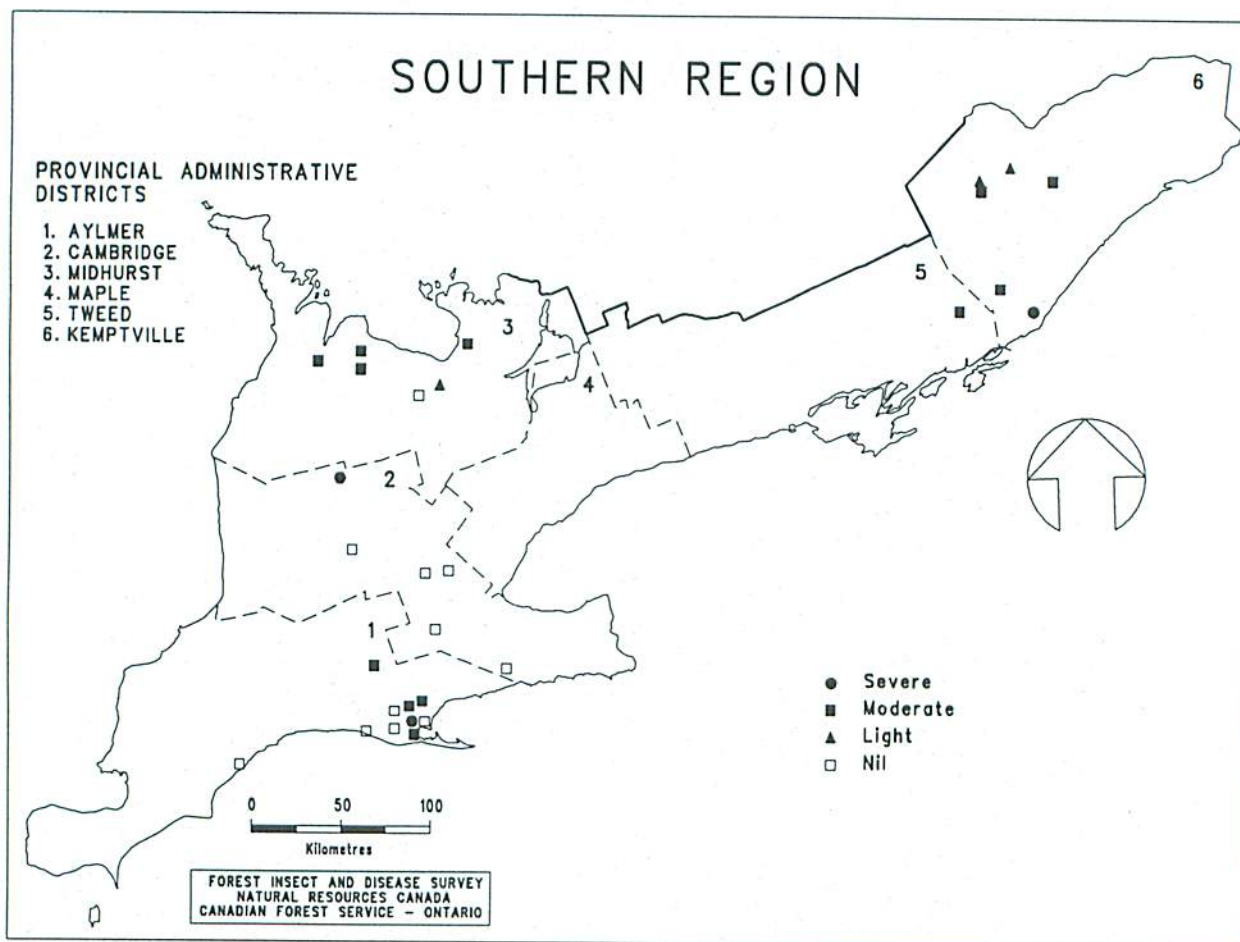 SOUTHERN REGION
6
PROVINCIAL ADMINISTRATIVE
DISTRICTS
1. AYLMER
2. CAMBRIDGE
3. MIDHURST
4. MAPLE
5. TWEED
6. KEMPTVILLE
5
3
4
2
1
Severe
Moderate
Light
Nil
0 50 100
Kilometres
FOREST INSECT AND DISEASE SURVEY
NATURAL RESOURCES CANADA
CANADIAN FOREST SERVICE - ONTARIO